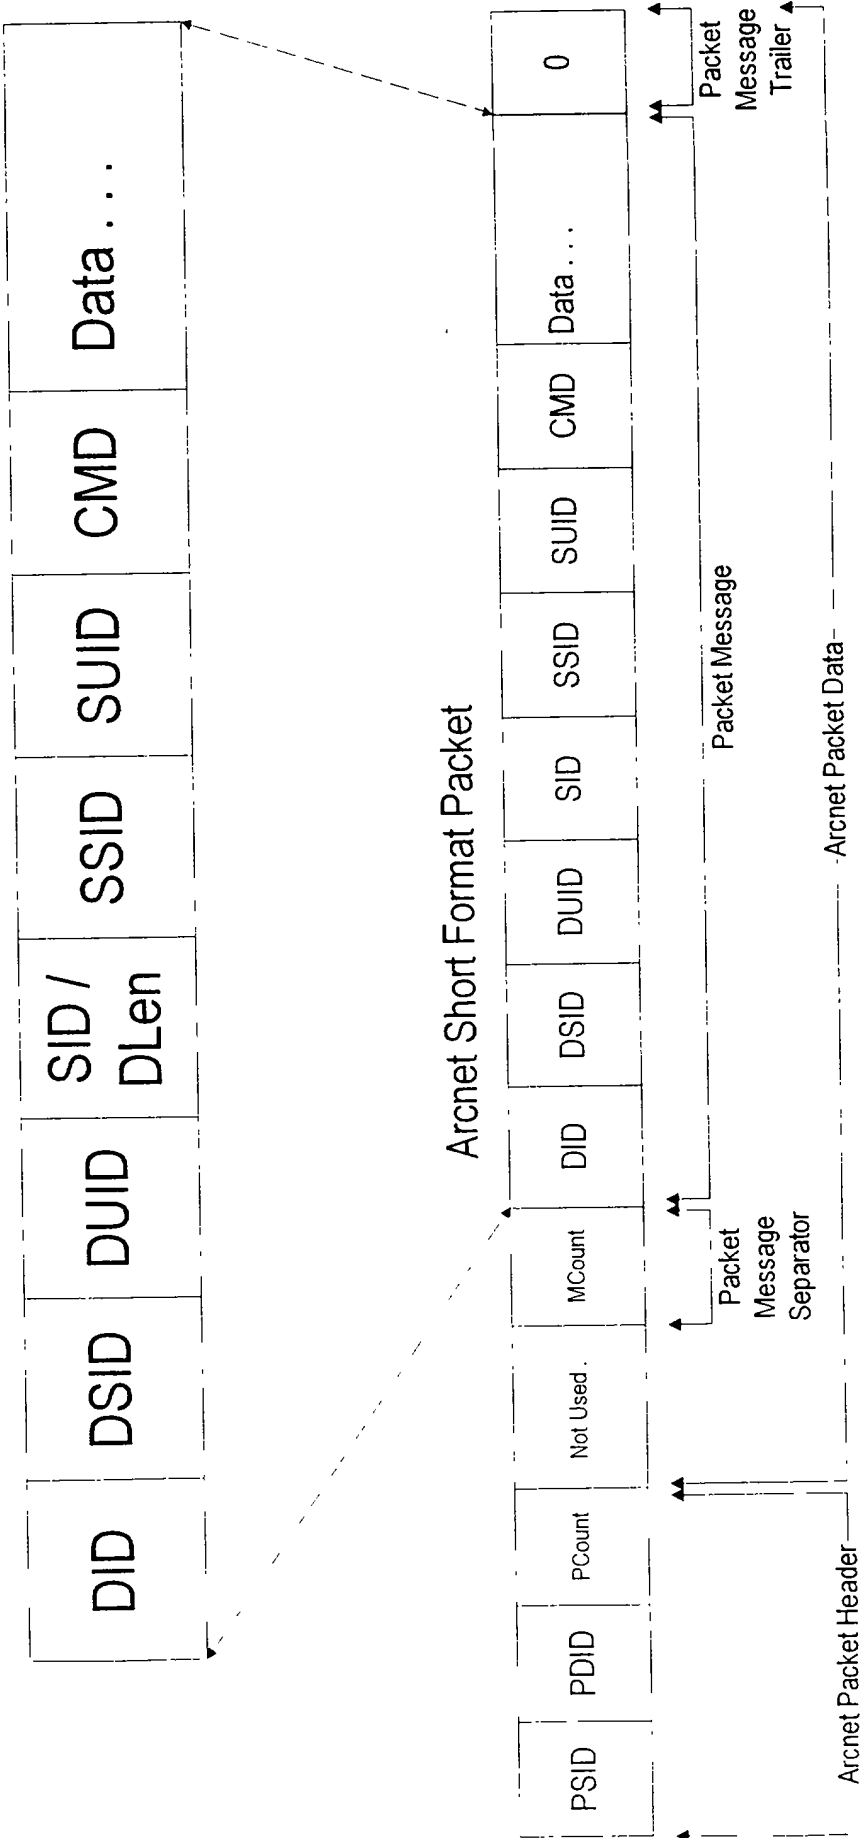 DID
DSID
DUID
SID /
DLen
SSID
SUID
CMD
Data . . .
Arcnet Short Format Packet
PSID
PDID
PCount
Not Used .
MCount
DID
DSID
DUID
SID
SSID
SUID
CMD
Data . . .
0
Packet
Message
Separator
Packet Message
Packet
Message
Trailer
Arcnet Packet Header
Arcnet Packet Data